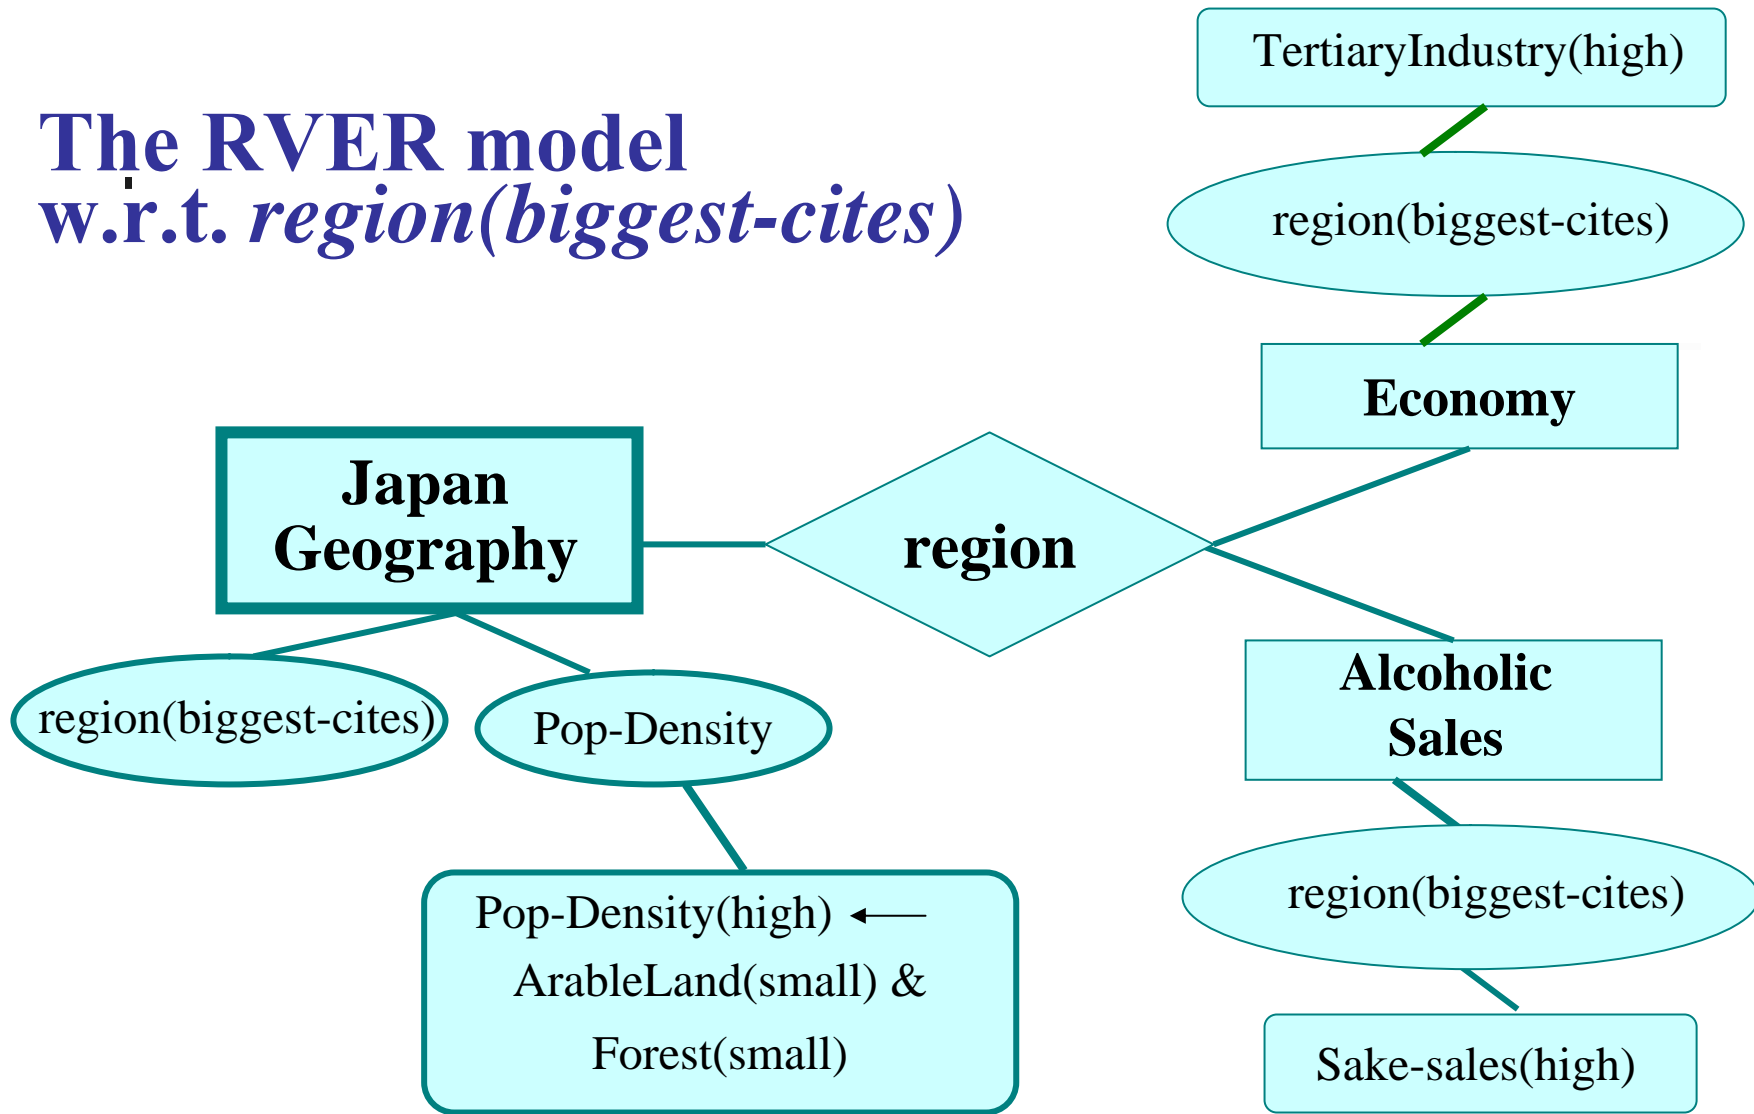 The RVER model
w.r.t. region(biggest-cites)
TertiaryIndustry(high)
region(biggest-cites)
Economy
Japan
Geography
region
Alcoholic
Sales
region(biggest-cites)
Pop-Density
region(biggest-cites)
Pop-Density(high) ←
ArableLand(small) &
Forest(small)
Sake-sales(high)